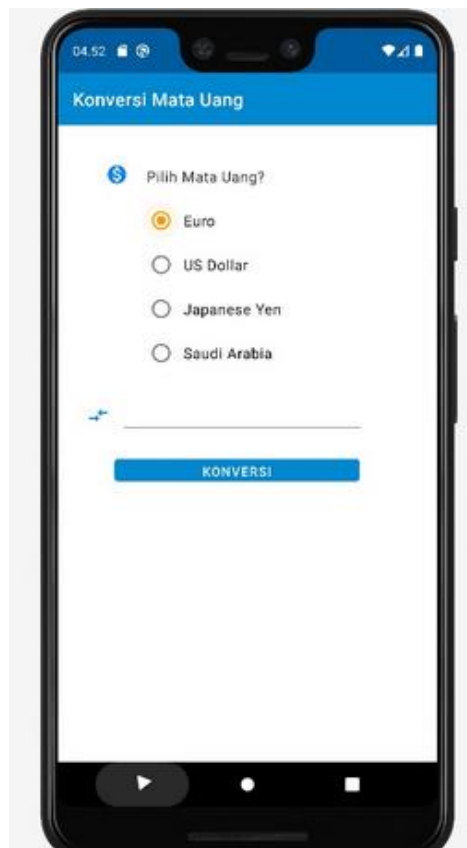 04.52
Konversi Mata Uang
Pilih Mata Uang?
Euro
US Dollar
Japanese Yen
Saudi Arabia
KONVERSI